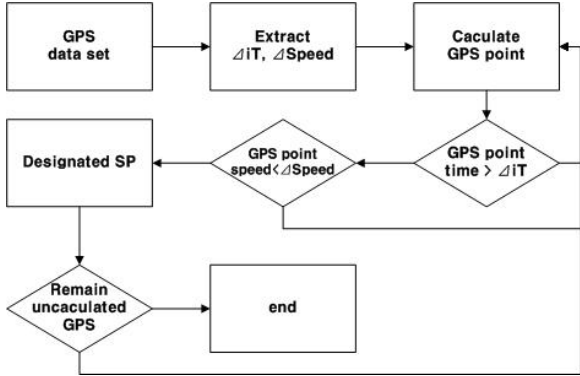 GPS
data set
Extract
⊿iT, ⊿Speed
Caculate
GPS point
Designated SP
GPS point
speed<⊿Speed
GPS point
time > ⊿iT
Remain
uncaculated
GPS
end